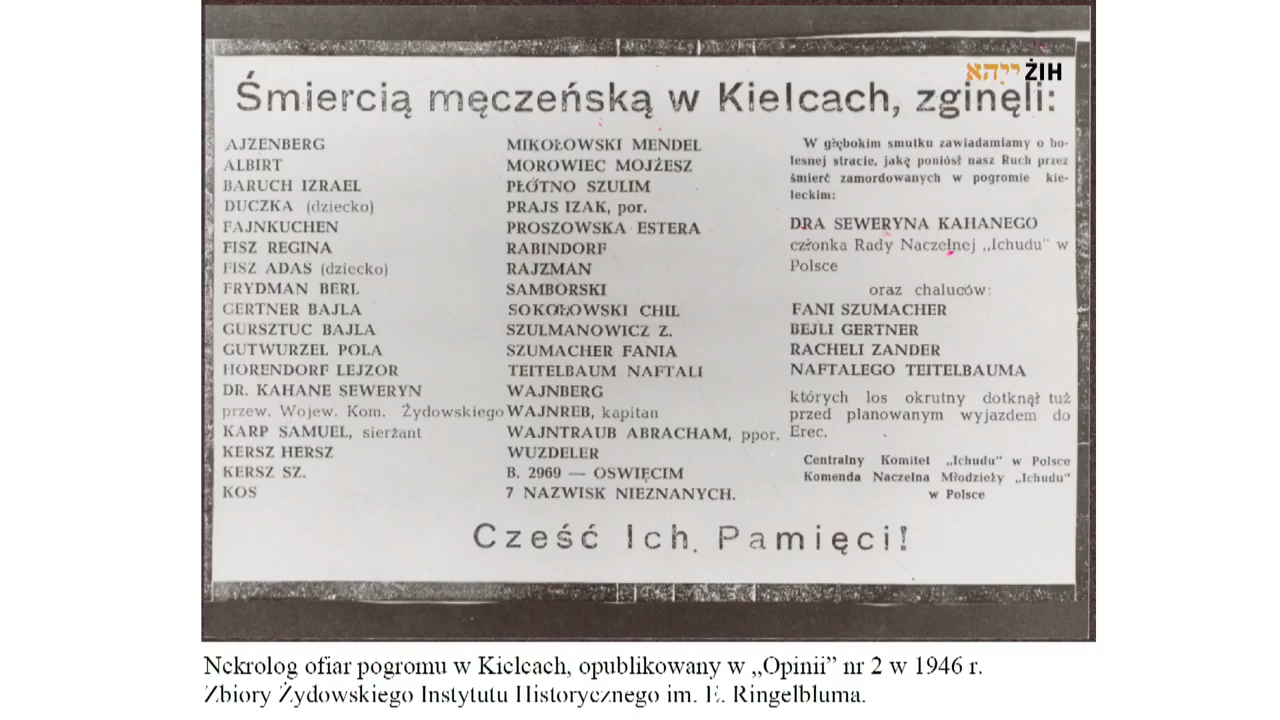 ייִהא ŻIH
Śmiercią męczeńską w Kielcach, zginęli:
AJZENBERG
ALBIRT
BARUCH IZRAEL
DUCZKA (dziecko)
FAJNKUCHEN
FISZ REGINA
FISZ ADAŚ (dziecko)
FRYDMAN BERL
GERTNER BAJLA
GURSZTUC BAJLA
GUTWURZEL POLA
HORENDORF LEJZOR
DR. KAHANE SEWERYN
przew. Wojew. Kom. Żydowskiego
KARP SAMUEL, sierżant
KERSZ HERSZ
KERSZ SZ.
KOS
MIKOŁOWSKI MENDEL
MOROWIEC MOJŻESZ
PŁÓTNO SZULIM
PRAJS IZAK, por.
PROSZOWSKA ESTERA
RABINDORF
RAJZMAN
SAMBORSKI
SOKOŁOWSKI CHIL
SZULMANOWICZ Z.
SZUMACHER FANIA
TEITELBAUM NAFTALI
WAJNBERG
WAJNREB, kapitan
WAJNTRAUB ABRACHAM, ppor.
WUZDELER
B. 2969 — OSWIĘCIM
7 NAZWISK NIEZNANYCH.
W głębokim smutku zawiadamiamy o bo-
lesnej stracie, jaką poniósł nasz Ruch przez
śmierć zamordowanych w pogromie kie-
leckim:
DRA SEWERYNA KAHANEGO
członka Rady Naczelnej „Ichudu" w
Polsce
oraz chaluców:
FANI SZUMACHER
BEJLI GERTNER
RACHELI ZANDER
NAFTALEGO TEITELBAUMA
których los okrutny dotknął tuż
przed planowanym wyjazdem do
Erec.
Centralny Komitet „Ichudu" w Polsce
Komenda Naczelna Młodzieży „Ichudu"
w Polsce
Cześć Ich. Pamięci!
Nekrolog ofiar pogromu w Kielcach, opublikowany w „Opinii” nr 2 w 1946 r.
Zbiory Żydowskiego Instytutu Historycznego im. E. Ringelbluma.